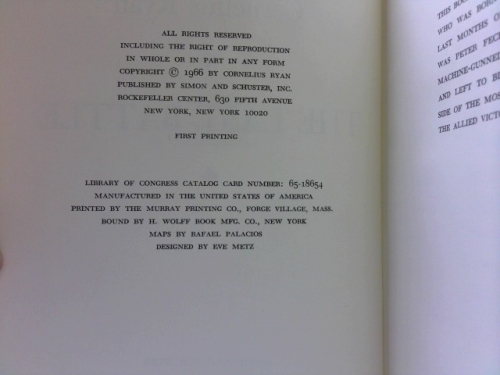 ALL RIGHTS RESERVED
INCLUDING THE RIGHT OF REPRODUCTION
IN WHOLE OR IN PART IN ANY FORM
COPYRIGHT © 1966 BY CORNELIUS RYAN
PUBLISHED BY SIMON AND SCHUSTER, INC.
ROCKEFELLER CENTER, 630 FIFTH AVENUE
NEW YORK, NEW YORK 10020
FIRST PRINTING
LIBRARY OF CONGRESS CATALOG CARD NUMBER: 65-18654
MANUFACTURED IN THE UNITED STATES OF AMERICA
PRINTED BY THE MURRAY PRINTING CO., FORGE VILLAGE, MASS.
BOUND BY H. WOLFF BOOK MFG. CO., NEW YORK
MAPS BY RAFAEL PALACIOS
DESIGNED BY EVE METZ
THIS BOO
WHO WAS BORN
LAST MONTHS O
WAS PETER FECH
MACHINE-GUNNED
AND LEFT TO BL
SIDE OF THE MOS
THE ALLIED VICTO